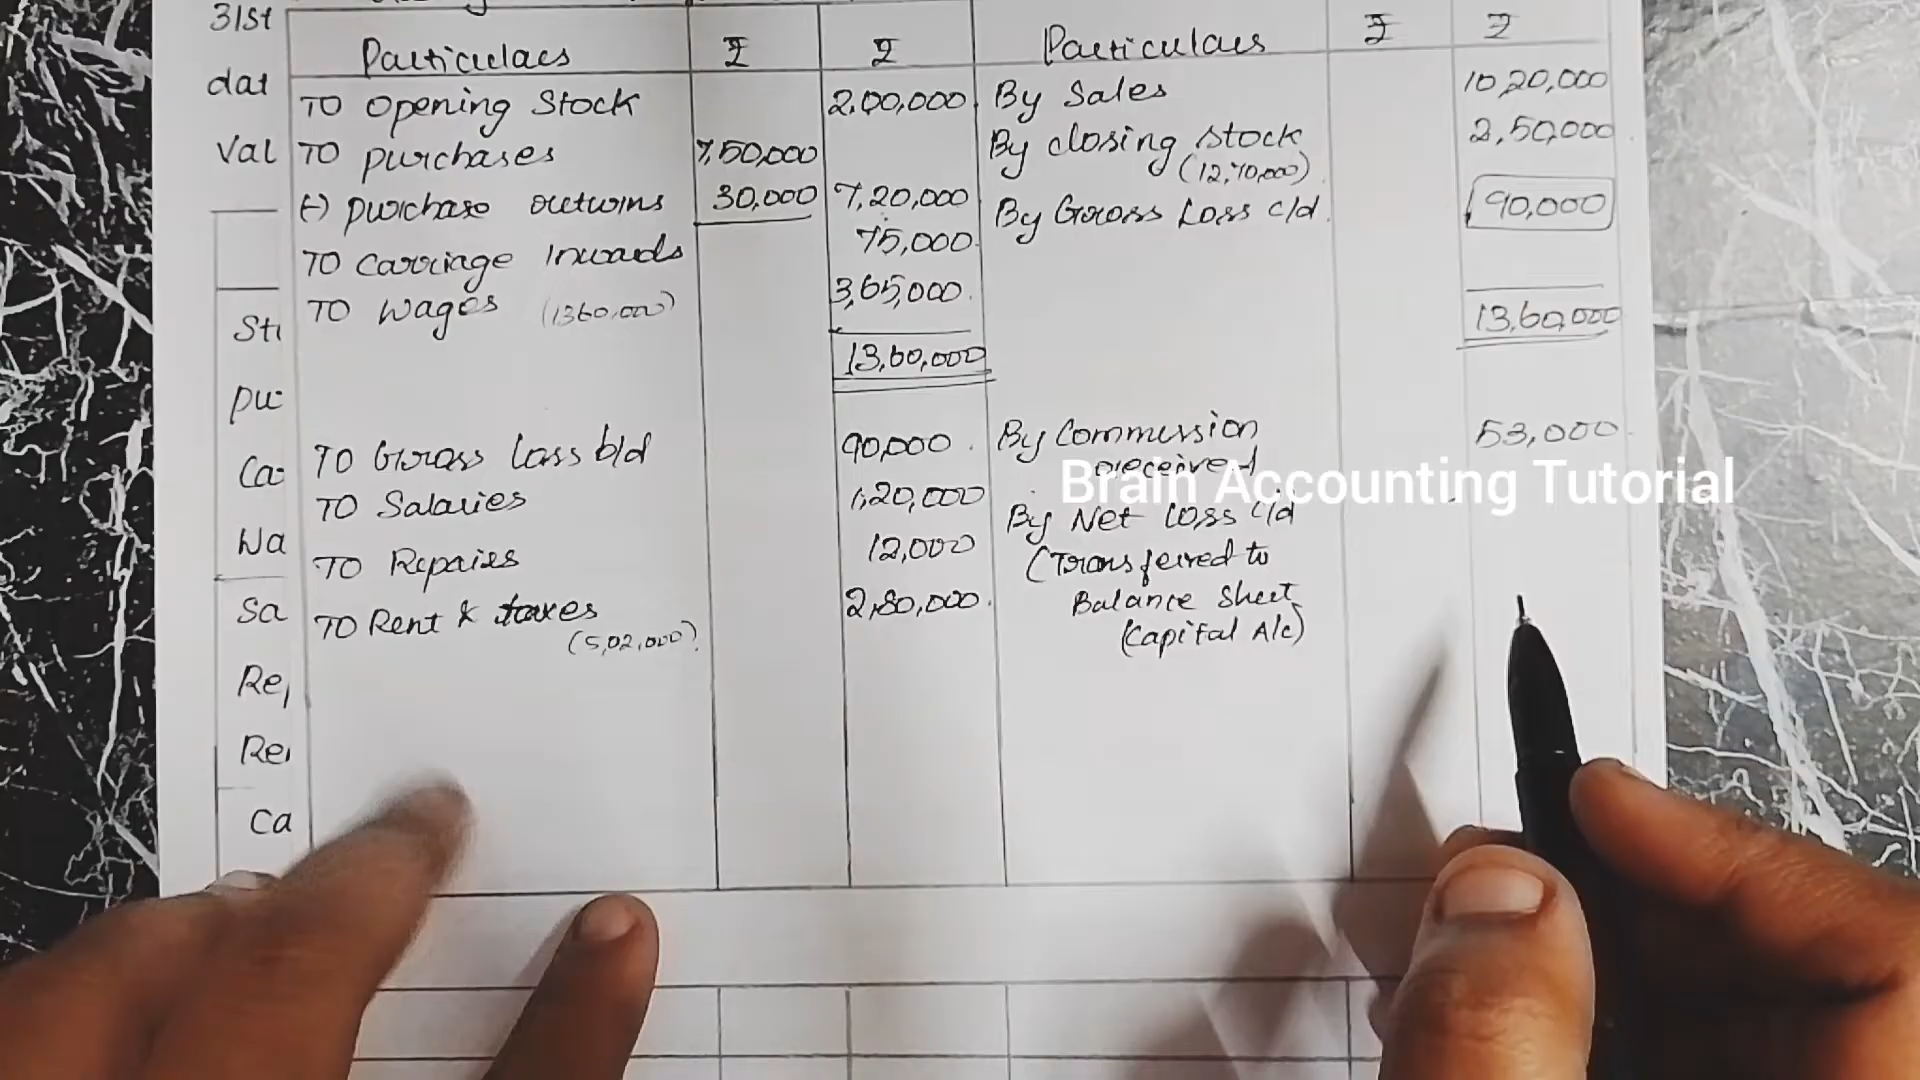 31st
dat
Val
Sti
pu
Ca
Wa
Sa
Rep
Ren
Ca
Particulars ₹ ₹ Particulars ₹ ₹
TO Opening Stock 2,00,000 By Sales 10,20,000
TO purchases 7,50,000 By closing stock 2,50,000
(12,70,000)
(-) purchase returns 30,000 7,20,000 By Gross Loss c/d 90,000
TO Carriage Inwards 75,000
TO Wages (1360,000) 3,65,000
13,60,000 13,60,000
TO Gross Loss b/d 90,000 By Commission 53,000
received
TO Salaries 1,20,000 By Net Loss c/d
TO Repairs 12,000 (Transferred to
TO Rent & taxes 2,80,000 Balance Sheet
(5,02,000) (Capital A/c)
Brain Accounting Tutorial